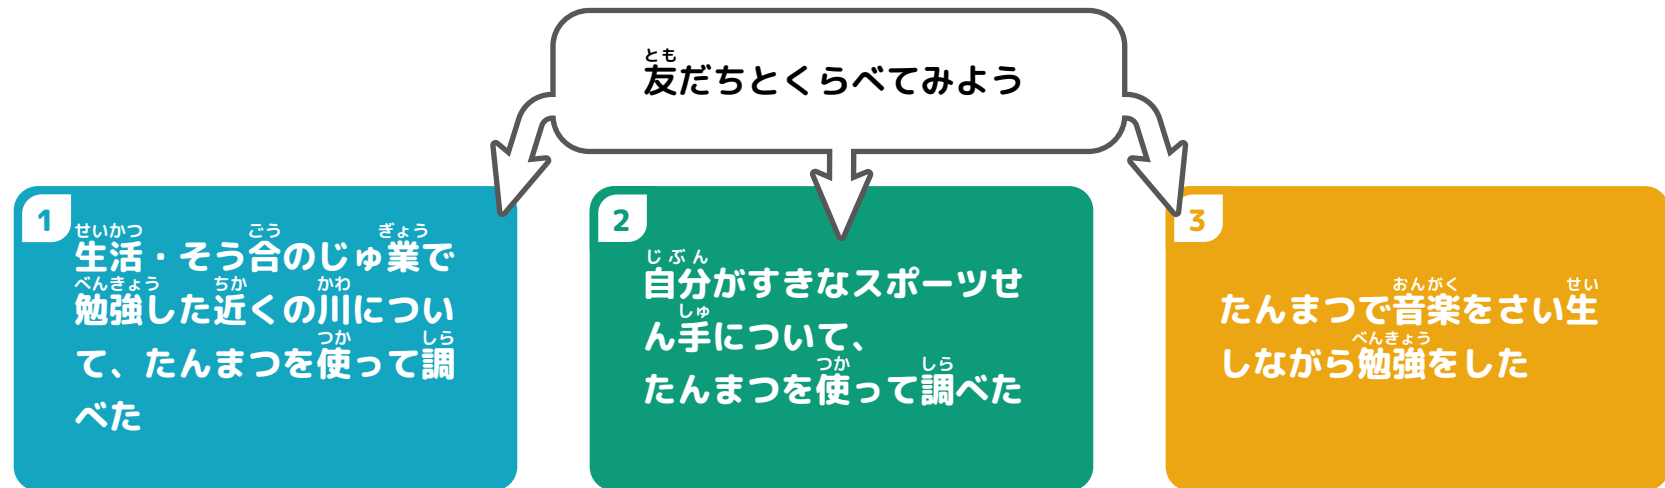 とも
友だちとくらべてみよう
1
せいかつ ごう ぎょう
生活・そう合のじゅ業で
べんきょう ちか かわ
勉強した近くの川につい
つか しら
て、たんまつを使って調
べた
2
じぶん
自分がすきなスポーツせ
しゅ
ん手について、
つか しら
たんまつを使って調べた
3
おんがく せい
たんまつで音楽をさい生
べんきょう
しながら勉強をした